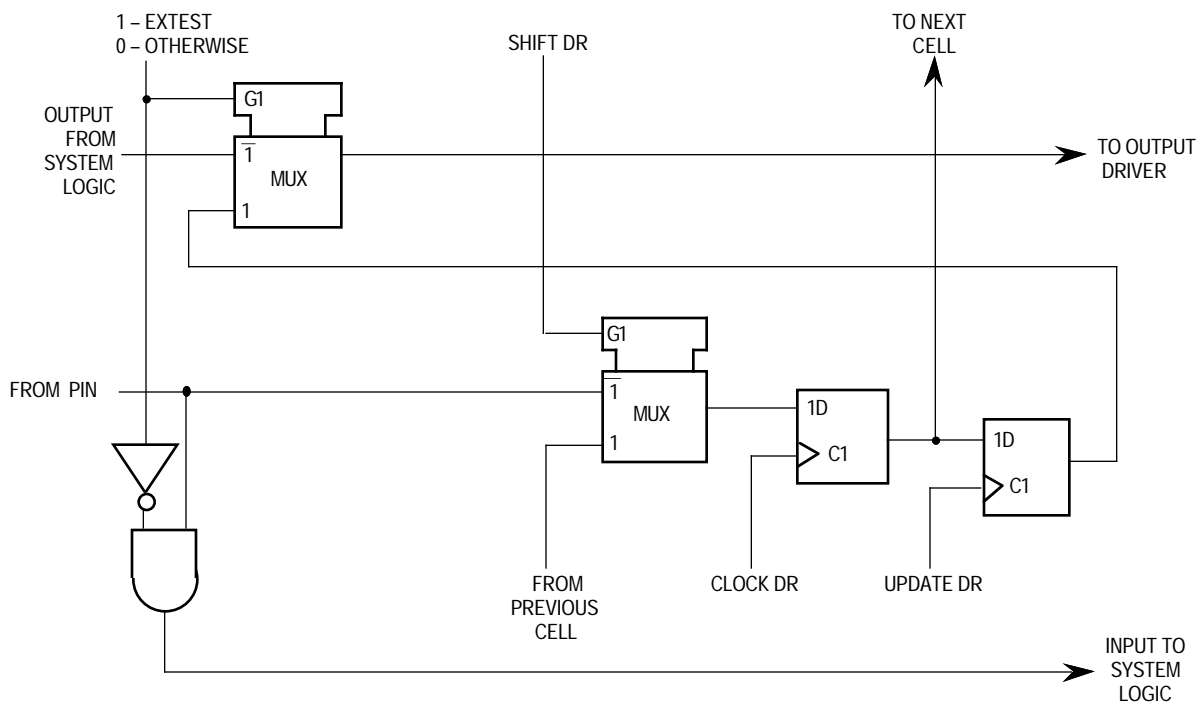 1 – EXTEST
0 – OTHERWISE
SHIFT DR
TO NEXT
CELL
G1
OUTPUT
FROM
SYSTEM
LOGIC
1
MUX
1
TO OUTPUT
DRIVER
G1
FROM PIN
1
MUX
1
1D
C1
1D
C1
FROM
PREVIOUS
CELL
CLOCK DR
UPDATE DR
INPUT TO
SYSTEM
LOGIC